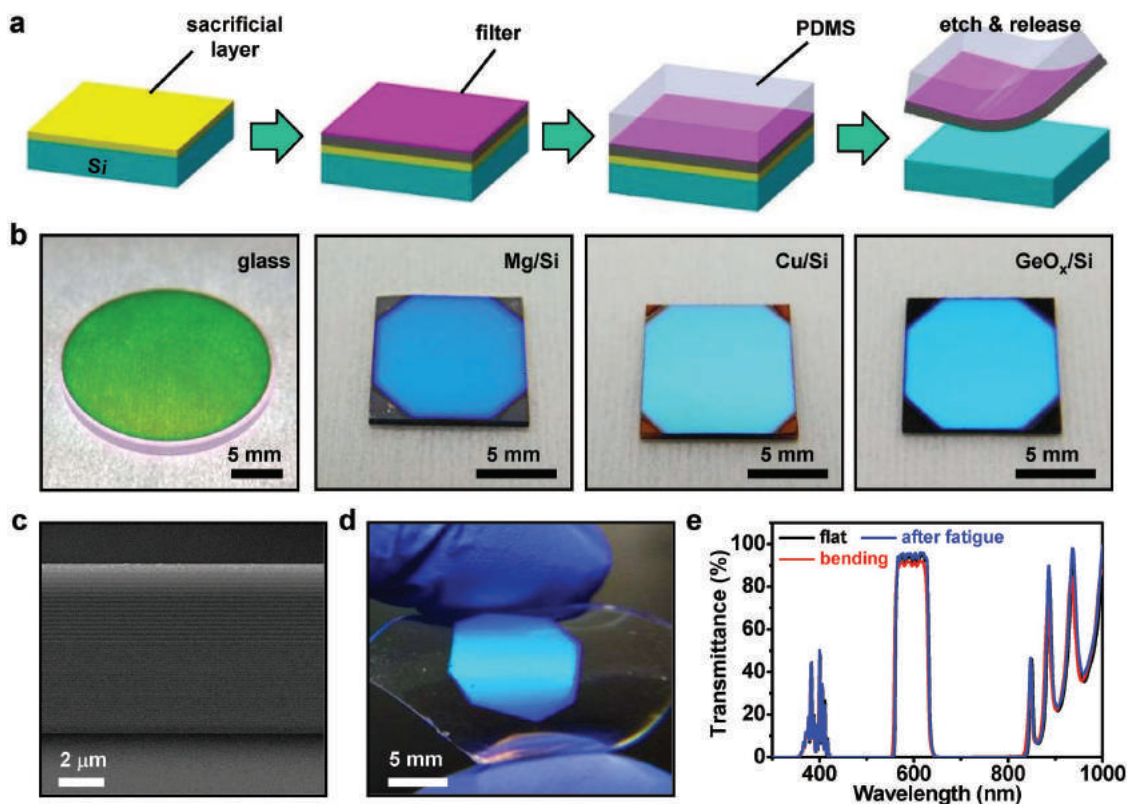 a
sacrificial
layer
filter
PDMS
etch & release
Si
b
glass
5 mm
Mg/Si
5 mm
Cu/Si
5 mm
GeOₓ/Si
5 mm
c
2 μm
d
5 mm
e
flat
after fatigue
bending
Transmittance (%)
100
80
60
40
20
0
400
600
800
1000
Wavelength (nm)